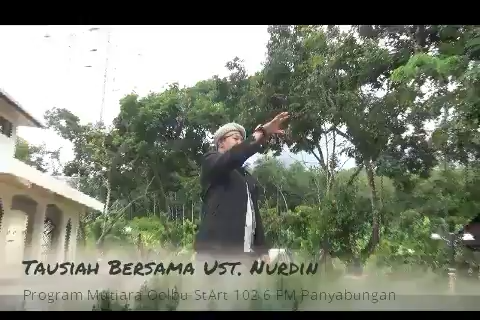 Tausiah Bersama Ust. Nurdin
Program Mutiara Qolbu StArt 102.6 FM Panyabungan